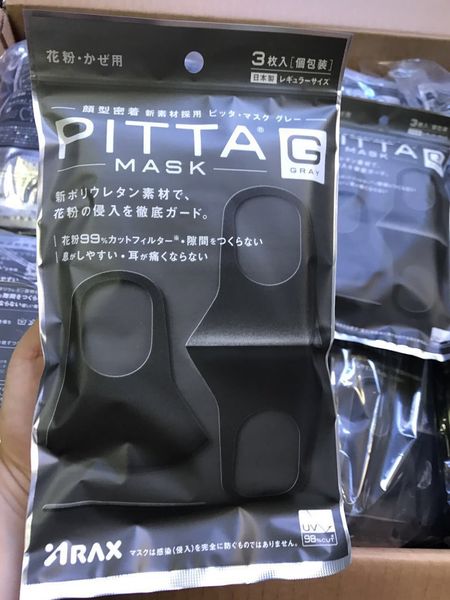 花粉・かぜ用
3枚入[個包装]
日本製 レギュラーサイズ
顔型密着 新素材採用 ピッタ・マスク グレー
PITTA® G
MASK GRAY
新ポリウレタン素材で、
花粉の侵入を徹底ガード。
花粉99%カットフィルター※・隙間をつくらない
息がしやすい・耳が痛くならない
UV
98%CUT
ARAX
マスクは感染(侵入)を完全に防ぐものではありません。